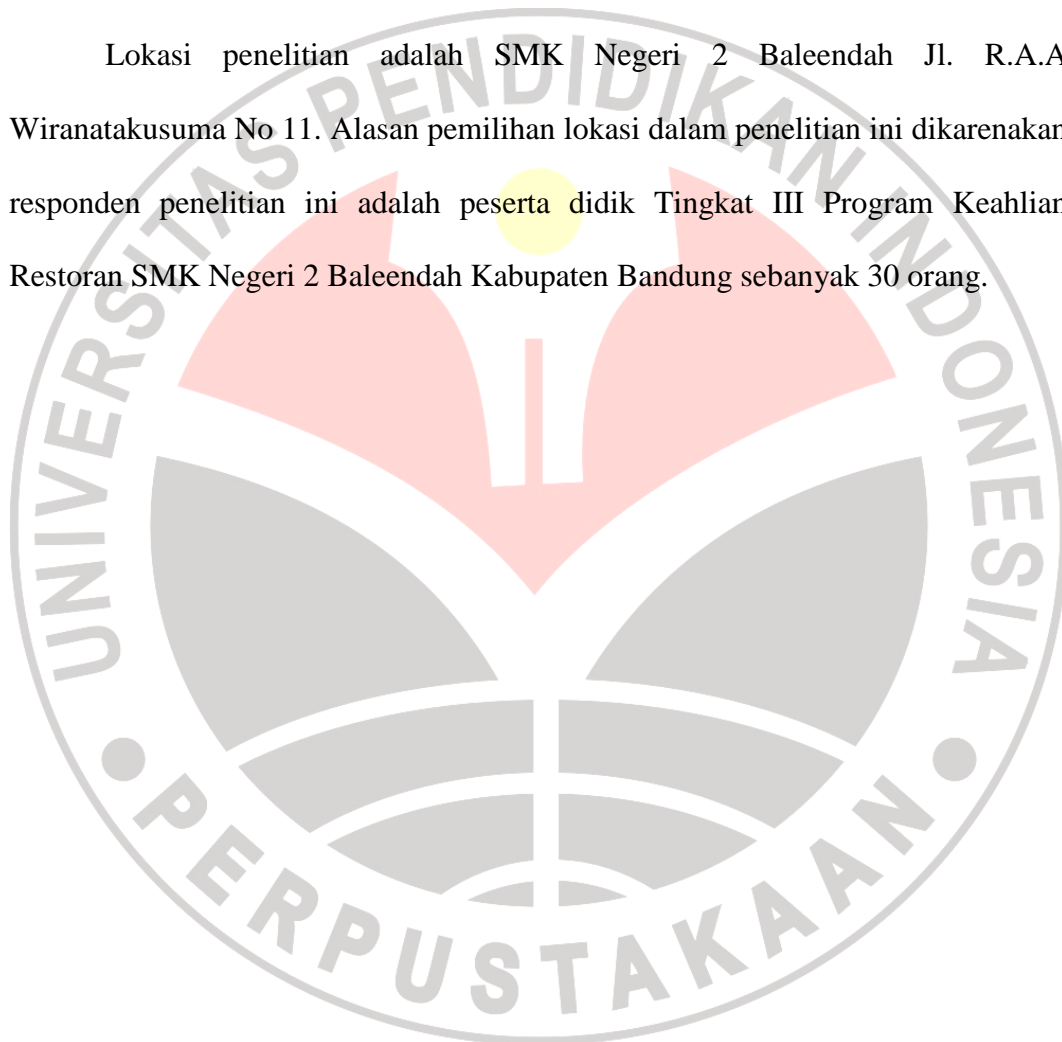 Lokasi penelitian adalah SMK Negeri 2 Baleendah Jl. R.A.A
Wiranatakusuma No 11. Alasan pemilihan lokasi dalam penelitian ini dikarenakan
responden penelitian ini adalah peserta didik Tingkat III Program Keahlian
Restoran SMK Negeri 2 Baleendah Kabupaten Bandung sebanyak 30 orang.
UNIVERSITAS PENDIDIKAN INDONESIA
PERPUSTAKAAN